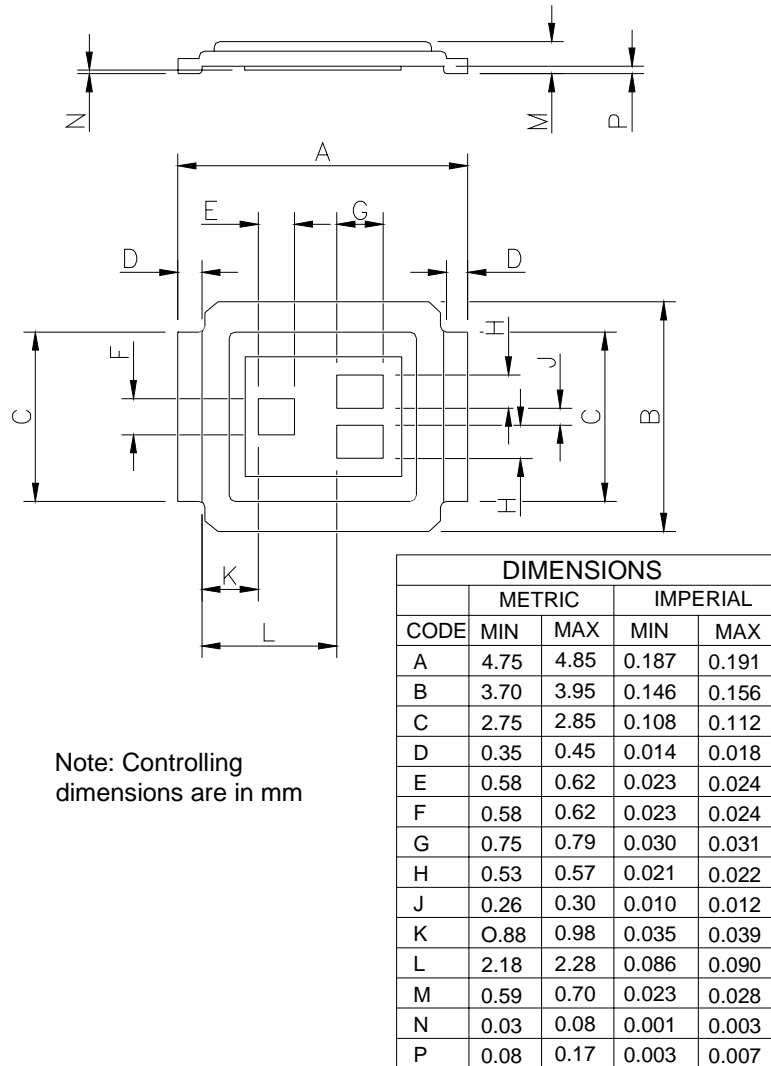 N
M
P
A
E
G
D
D
H
J
F
C
C
B
H
K
L
Note: Controlling
dimensions are in mm
DIMENSIONS
METRIC IMPERIAL
CODE MIN MAX MIN MAX
A 4.75 4.85 0.187 0.191
B 3.70 3.95 0.146 0.156
C 2.75 2.85 0.108 0.112
D 0.35 0.45 0.014 0.018
E 0.58 0.62 0.023 0.024
F 0.58 0.62 0.023 0.024
G 0.75 0.79 0.030 0.031
H 0.53 0.57 0.021 0.022
J 0.26 0.30 0.010 0.012
K O.88 0.98 0.035 0.039
L 2.18 2.28 0.086 0.090
M 0.59 0.70 0.023 0.028
N 0.03 0.08 0.001 0.003
P 0.08 0.17 0.003 0.007